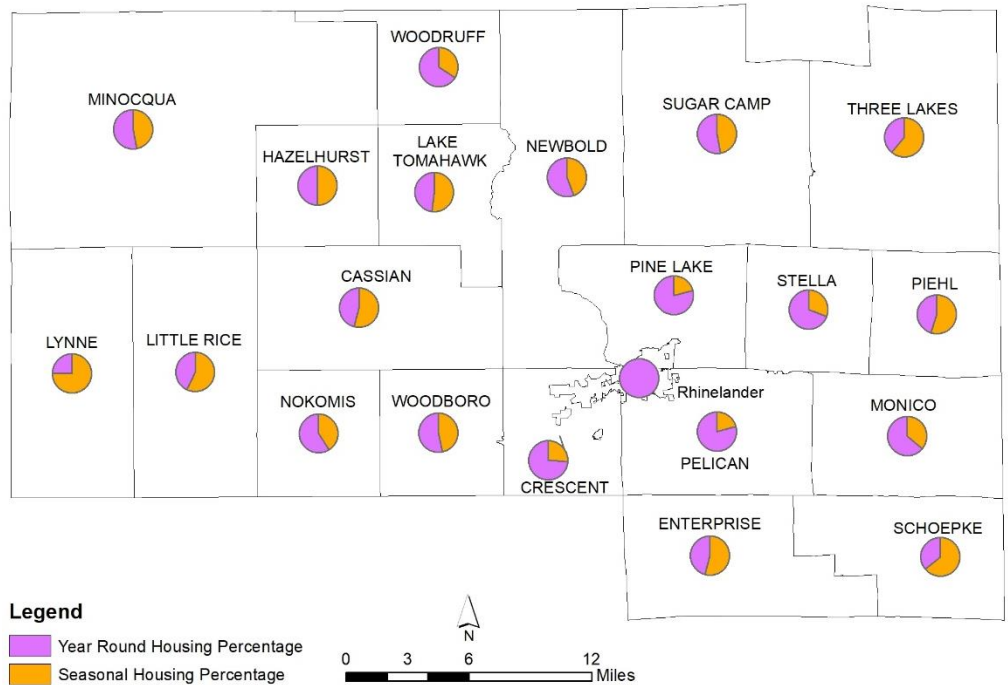 WOODRUFF
MINOCQUA
SUGAR CAMP
THREE LAKES
HAZELHURST
LAKE
TOMAHAWK
NEWBOLD
CASSIAN
PINE LAKE
STELLA
PIEHL
LYNNE
LITTLE RICE
NOKOMIS
WOODBORO
Rhinelander
MONICO
PELICAN
CRESCENT
ENTERPRISE
SCHOEPKE
Legend
Year Round Housing Percentage
Seasonal Housing Percentage
N
0 3 6 12
Miles